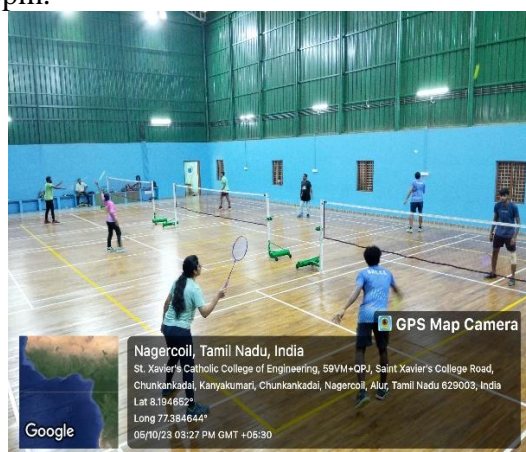 pm.
GPS Map Camera
Nagercoil, Tamil Nadu, India
St. Xavier's Catholic College of Engineering, 59VM+QPJ, Saint Xavier's College Road,
Chunkankadai, Kanyakumari, Chunkankadai, Nagercoil, Alur, Tamil Nadu 629003, India
Lat 8.194652°
Long 77.384644°
05/10/23 03:27 PM GMT +05:30
Google